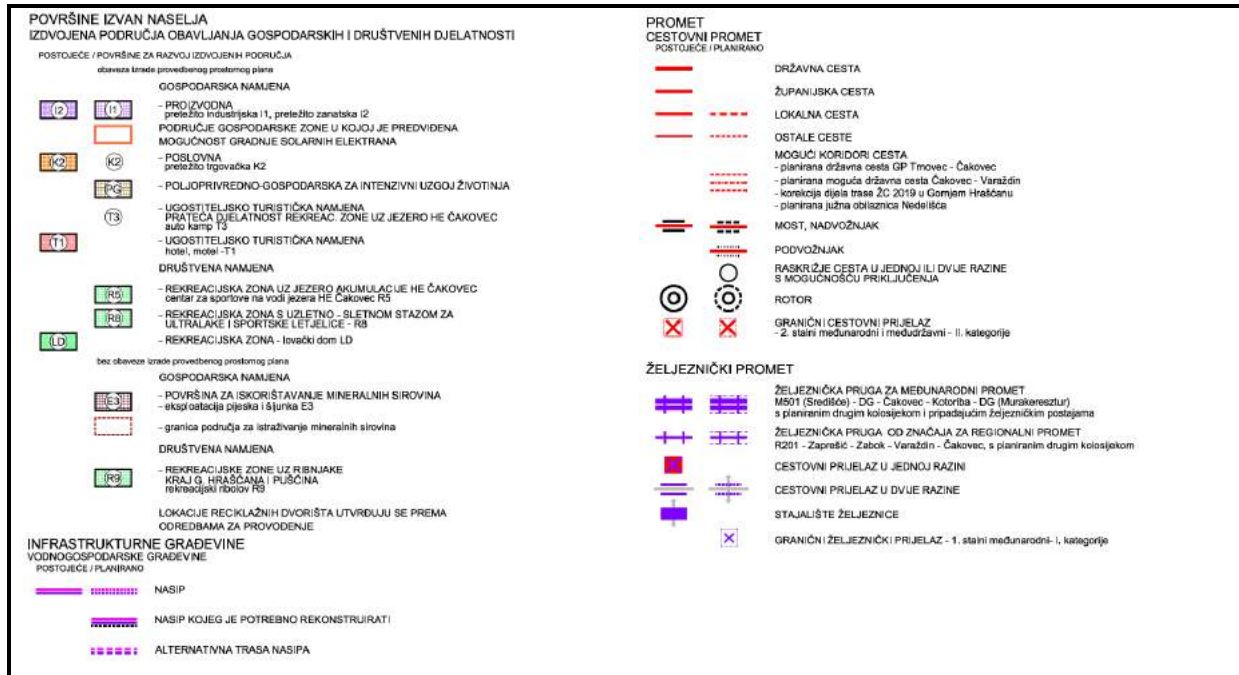 POVRŠINE IZVAN NASELJA
IZDVOJENA PODRUČJA OBAVLJANJA GOSPODARSKIH I DRUŠTVENIH DJELATNOSTI
POSTOJEĆE / POVRŠINE ZA RAZVOJ IZDVOJENIH PODRUČJA
obaveza izrade provedbenog prostornog plana
GOSPODARSKA NAMJENA
I2 I1 - PROIZVODNA
pretežito industrijska I1, pretežito zanatska I2
PODRUČJE GOSPODARSKE ZONE U KOJOJ JE PREDVIĐENA
MOGUĆNOST GRADNJE SOLARNIH ELEKTRANA
K2 K2 - POSLOVNA
pretežito trgovačka K2
PG - POLJOPRIVREDNO-GOSPODARSKA ZA INTENZIVNI UZGOJ ŽIVOTINJA
T3 - UGOSTITELJSKO TURISTIČKA NAMJENA
PRATEĆA DJELATNOST REKREAC. ZONE UZ JEZERO HE ČAKOVEC
auto kamp T3
T1 - UGOSTITELJSKO TURISTIČKA NAMJENA
hotel, motel -T1
DRUŠTVENA NAMJENA
R5 - REKREACIJSKA ZONA UZ JEZERO AKUMULACIJE HE ČAKOVEC
centar za sportove na vodi jezera HE Čakovec R5
R8 - REKREACIJSKA ZONA S UZLETNO - SLETNOM STAZOM ZA
ULTRALAKE I SPORTSKE LETJELICE - R8
LD - REKREACIJSKA ZONA - lovački dom LD
bez obaveze izrade provedbenog prostornog plana
GOSPODARSKA NAMJENA
E3 - POVRŠINA ZA ISKORIŠTAVANJE MINERALNIH SIROVINA
- eksploatacija pijeska i šljunka E3
- granica područja za istraživanje mineralnih sirovina
DRUŠTVENA NAMJENA
R9 - REKREACIJSKE ZONE UZ RIBNJAKE
KRAJ G. HRAŠĆANA I PUŠĆINA
rekreacijski ribolov R9
LOKACIJE RECIKLAŽNIH DVORIŠTA UTVRĐUJU SE PREMA
ODREDBAMA ZA PROVOĐENJE
INFRASTRUKTURNE GRAĐEVINE
VODNOGOSPODARSKE GRAĐEVINE
POSTOJEĆE / PLANIRANO
NASIP
NASIP KOJEG JE POTREBNO REKONSTRUIRATI
ALTERNATIVNA TRASA NASIPA
PROMET
CESTOVNI PROMET
POSTOJEĆE / PLANIRANO
DRŽAVNA CESTA
ŽUPANIJSKA CESTA
LOKALNA CESTA
OSTALE CESTE
MOGUĆI KORIDORI CESTA
- planirana državna cesta GP Trnovec - Čakovec
- planirana moguća državna cesta Čakovec - Varaždin
- korekcija dijela trase ŽC 2019 u Gornjem Hrašćanu
- planirana južna obilaznica Nedelišća
MOST, NADVOŽNJAK
PODVOŽNJAK
RASKRIŽJE CESTA U JEDNOJ ILI DVIJE RAZINE
S MOGUĆNOŠĆU PRIKLJUČENJA
ROTOR
GRANIČNI CESTOVNI PRIJELAZ
- 2. stalni međunarodni i međudržavni - II. kategorije
ŽELJEZNIČKI PROMET
ŽELJEZNIČKA PRUGA ZA MEĐUNARODNI PROMET
M501 (Središče) - DG - Čakovec - Kotoriba - DG (Murakeresztur)
s planiranim drugim kolosijekom i pripadajućim željezničkim postajama
ŽELJEZNIČKA PRUGA OD ZNAČAJA ZA REGIONALNI PROMET
R201 - Zaprešić - Zabok - Varaždin - Čakovec, s planiranim drugim kolosijekom
CESTOVNI PRIJELAZ U JEDNOJ RAZINI
CESTOVNI PRIJELAZ U DVIJE RAZINE
STAJALIŠTE ŽELJEZNICE
GRANIČNI ŽELJEZNIČKI PRIJELAZ - 1. stalni međunarodni- I. kategorije